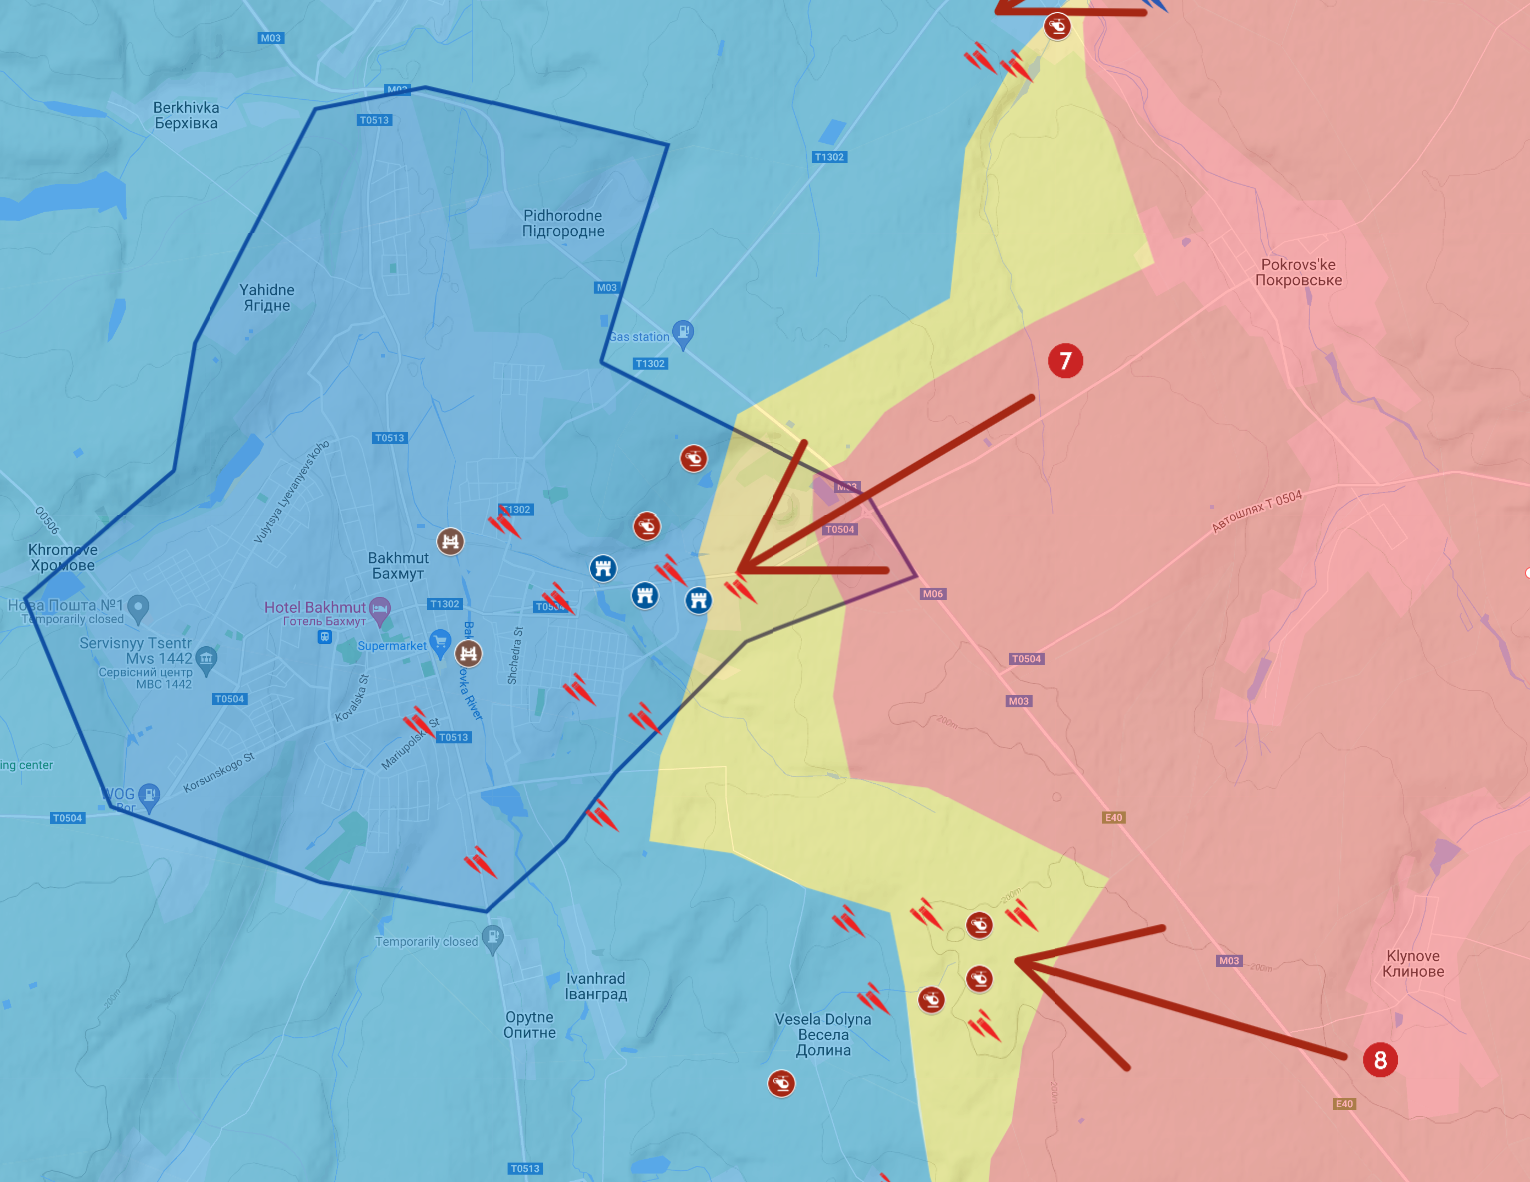 M03
M03
Berkhivka
Берхівка
T0513
T1302
Pidhorodne
Підгородне
Pokrovs'ke
Покровське
Yahidne
Ягідне
M03
Gas station
T1302
7
T0513
Vulytsya Lyevanyevs'koho
M03
Автошлях Т 0504
T1302
O0506
T0504
Khromove
Хромове
Bakhmut
Бахмут
Нова Пошта №1
Temporarily closed
Hotel Bakhmut
Готель Бахмут
T1302
T0504
M06
Servisnyy Tsentr
Mvs 1442
Сервісний центр
МВС 1442
Supermarket
Shchedra St
T0504
T0504
Kovalska St
River
M03
Mariupolska St
T0513
ing center
Korsunskogo St
WOG
T0504
E40
200m
Temporarily closed
M03
200m
Klynove
Клинове
Ivanhrad
Іванград
200m
Opytne
Опитне
Vesela Dolyna
Весела
Долина
8
200m
E40
T0513